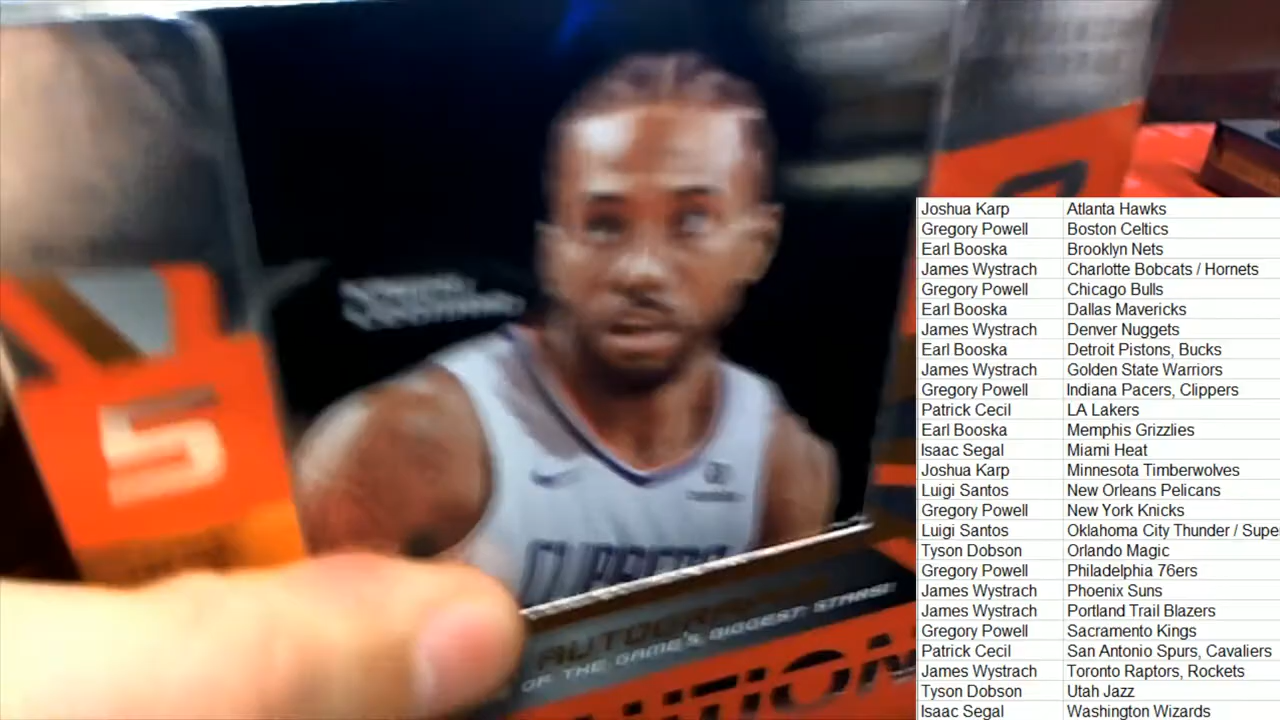 5
CLIPPERS
AUTOGRAPHS
OF THE GAME'S BIGGEST STARS!
Joshua Karp Atlanta Hawks
Gregory Powell Boston Celtics
Earl Booska Brooklyn Nets
James Wystrach Charlotte Bobcats / Hornets
Gregory Powell Chicago Bulls
Earl Booska Dallas Mavericks
James Wystrach Denver Nuggets
Earl Booska Detroit Pistons, Bucks
James Wystrach Golden State Warriors
Gregory Powell Indiana Pacers, Clippers
Patrick Cecil LA Lakers
Earl Booska Memphis Grizzlies
Isaac Segal Miami Heat
Joshua Karp Minnesota Timberwolves
Luigi Santos New Orleans Pelicans
Gregory Powell New York Knicks
Luigi Santos Oklahoma City Thunder / Supe
Tyson Dobson Orlando Magic
Gregory Powell Philadelphia 76ers
James Wystrach Phoenix Suns
James Wystrach Portland Trail Blazers
Gregory Powell Sacramento Kings
Patrick Cecil San Antonio Spurs, Cavaliers
James Wystrach Toronto Raptors, Rockets
Tyson Dobson Utah Jazz
Isaac Segal Washington Wizards